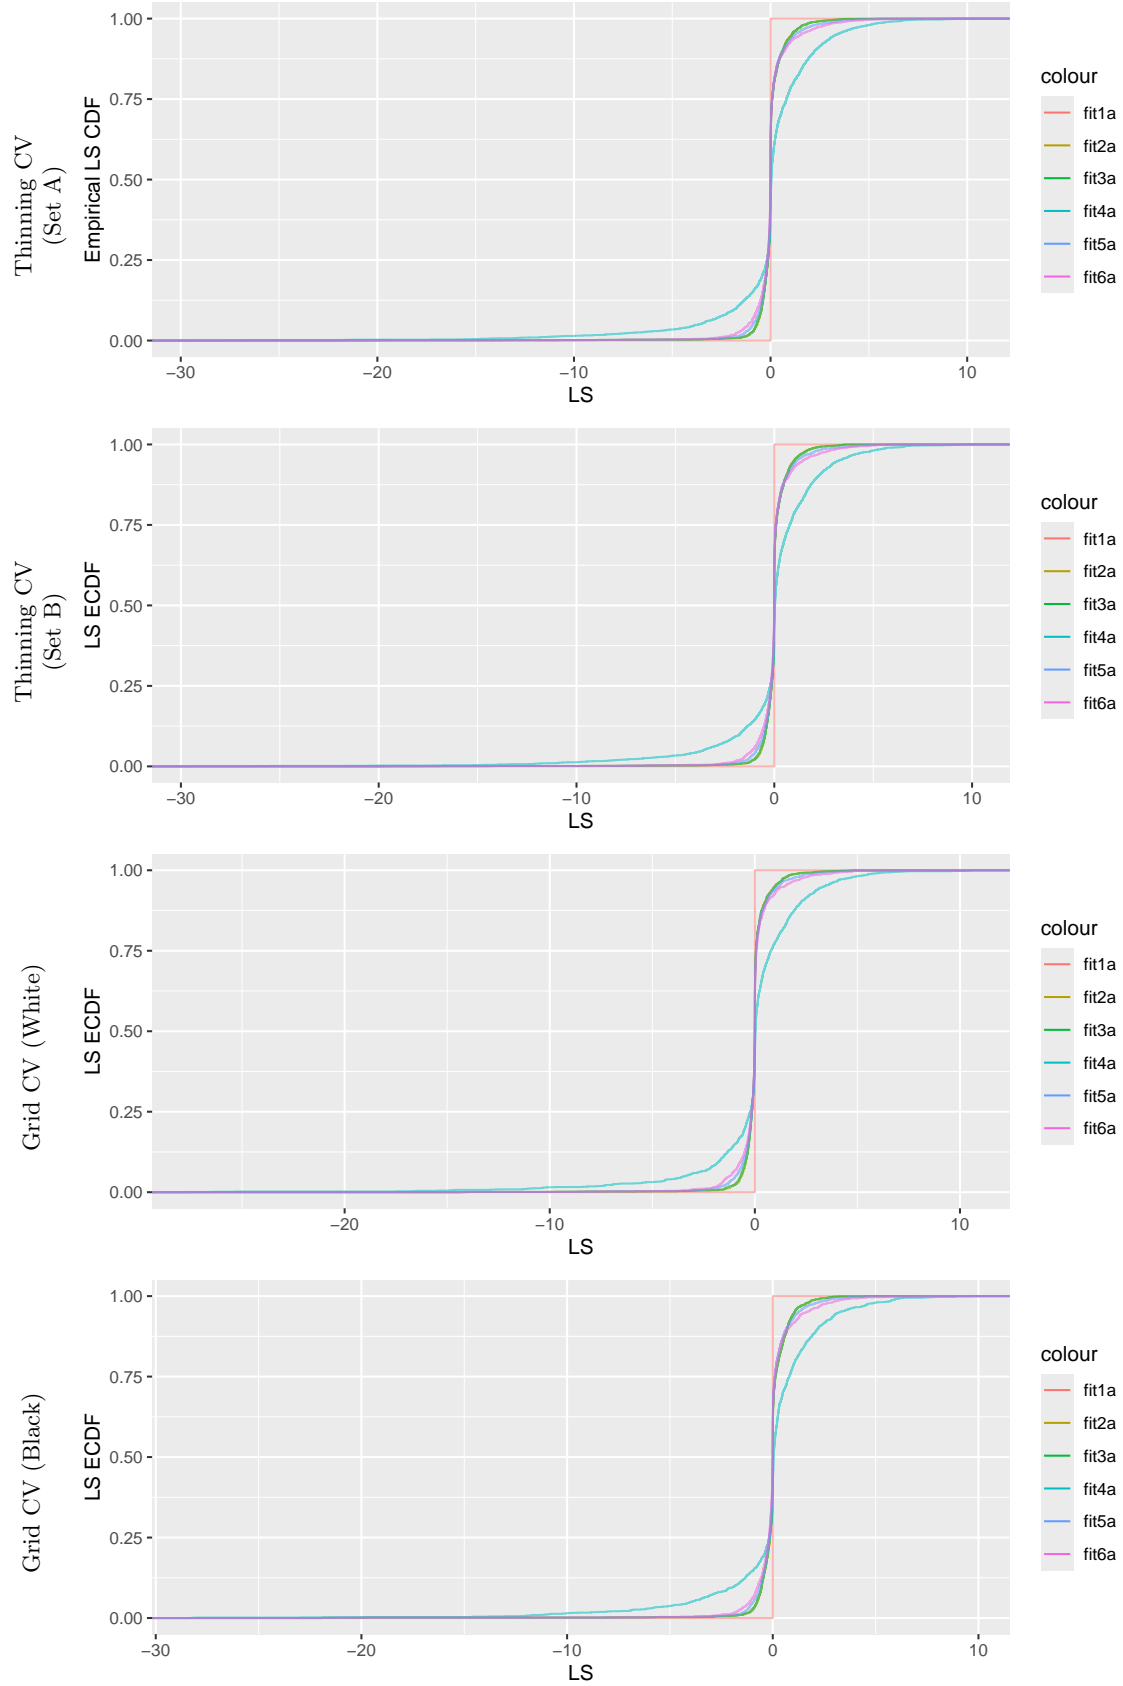 Thinning CV
(Set A)
Empirical LS CDF
1.00
0.75
0.50
0.25
0.00
−30 −20 −10 0 10
LS
colour
fit1a
fit2a
fit3a
fit4a
fit5a
fit6a
Thinning CV
(Set B)
LS ECDF
1.00
0.75
0.50
0.25
0.00
−30 −20 −10 0 10
LS
colour
fit1a
fit2a
fit3a
fit4a
fit5a
fit6a
Grid CV (White)
LS ECDF
1.00
0.75
0.50
0.25
0.00
−20 −10 0 10
LS
colour
fit1a
fit2a
fit3a
fit4a
fit5a
fit6a
Grid CV (Black)
LS ECDF
1.00
0.75
0.50
0.25
0.00
−30 −20 −10 0 10
LS
colour
fit1a
fit2a
fit3a
fit4a
fit5a
fit6a